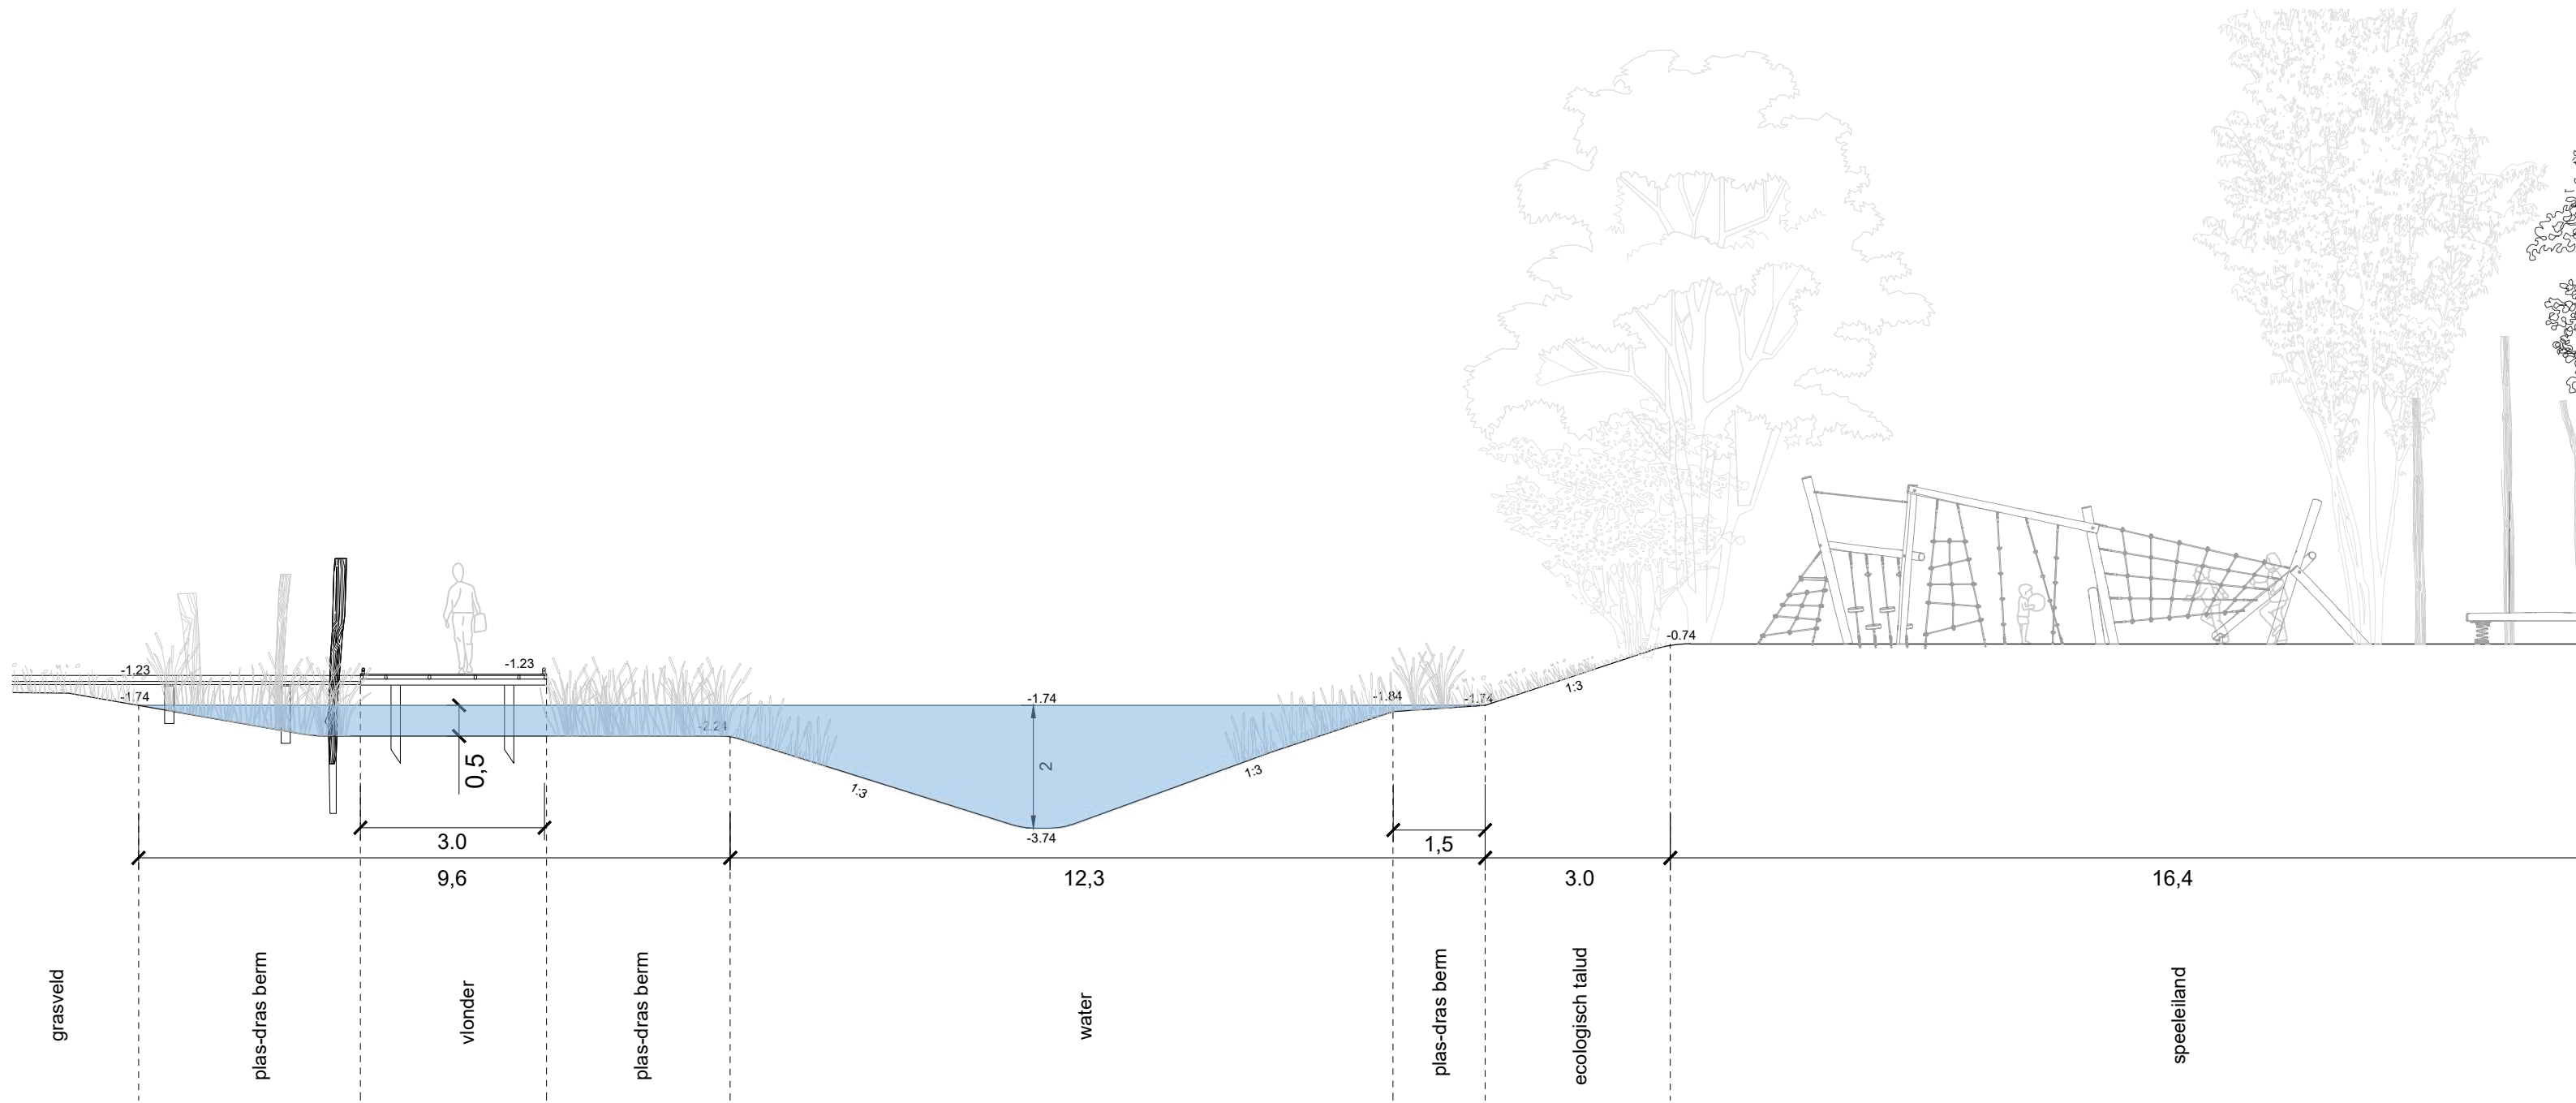 -0.74
-1.23
-1.23
-1.74
-1.74
-1.84
-1.74
-2.24
1:3
1:3
1:3
0,5
2
-3.74
3.0
1,5
9,6
12,3
3.0
16,4
grasveld
plas-dras berm
vlonder
plas-dras berm
water
plas-dras berm
ecologisch talud
speeleiland